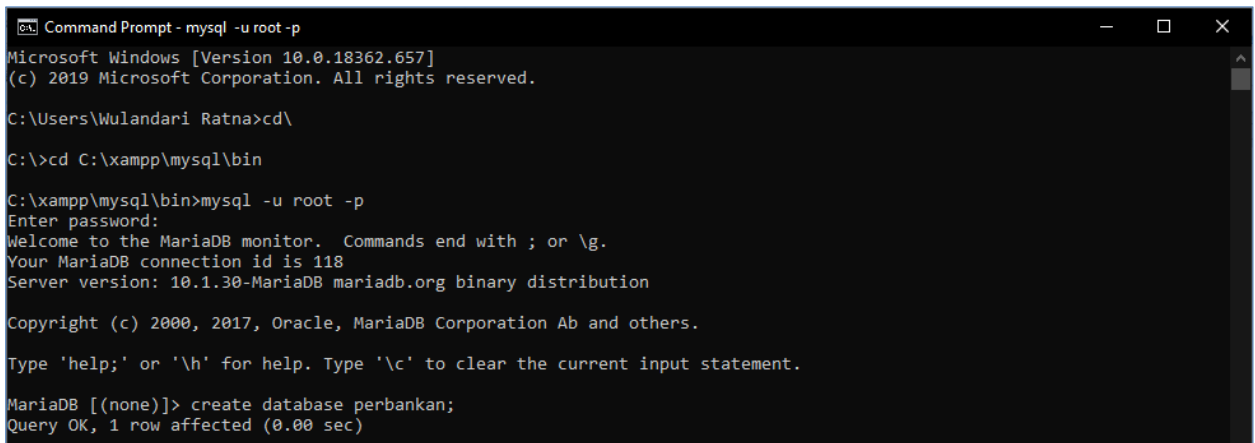 Command Prompt - mysql -u root -p
Microsoft Windows [Version 10.0.18362.657]
(c) 2019 Microsoft Corporation. All rights reserved.
C:\Users\Wulandari Ratna>cd\
C:\>cd C:\xampp\mysql\bin
C:\xampp\mysql\bin>mysql -u root -p
Enter password:
Welcome to the MariaDB monitor.  Commands end with ; or \g.
Your MariaDB connection id is 118
Server version: 10.1.30-MariaDB mariadb.org binary distribution
Copyright (c) 2000, 2017, Oracle, MariaDB Corporation Ab and others.
Type 'help;' or '\h' for help. Type '\c' to clear the current input statement.
MariaDB [(none)]> create database perbankan;
Query OK, 1 row affected (0.00 sec)